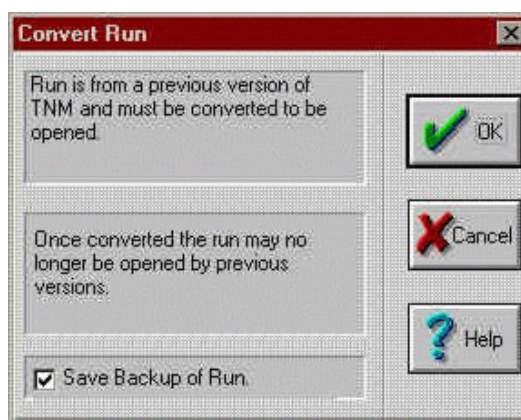 Convert Run
Run is from a previous version of
TNM and must be converted to be
opened.
Once converted the run may no
longer be opened by previous
versions.
Save Backup of Run.
OK
Cancel
Help